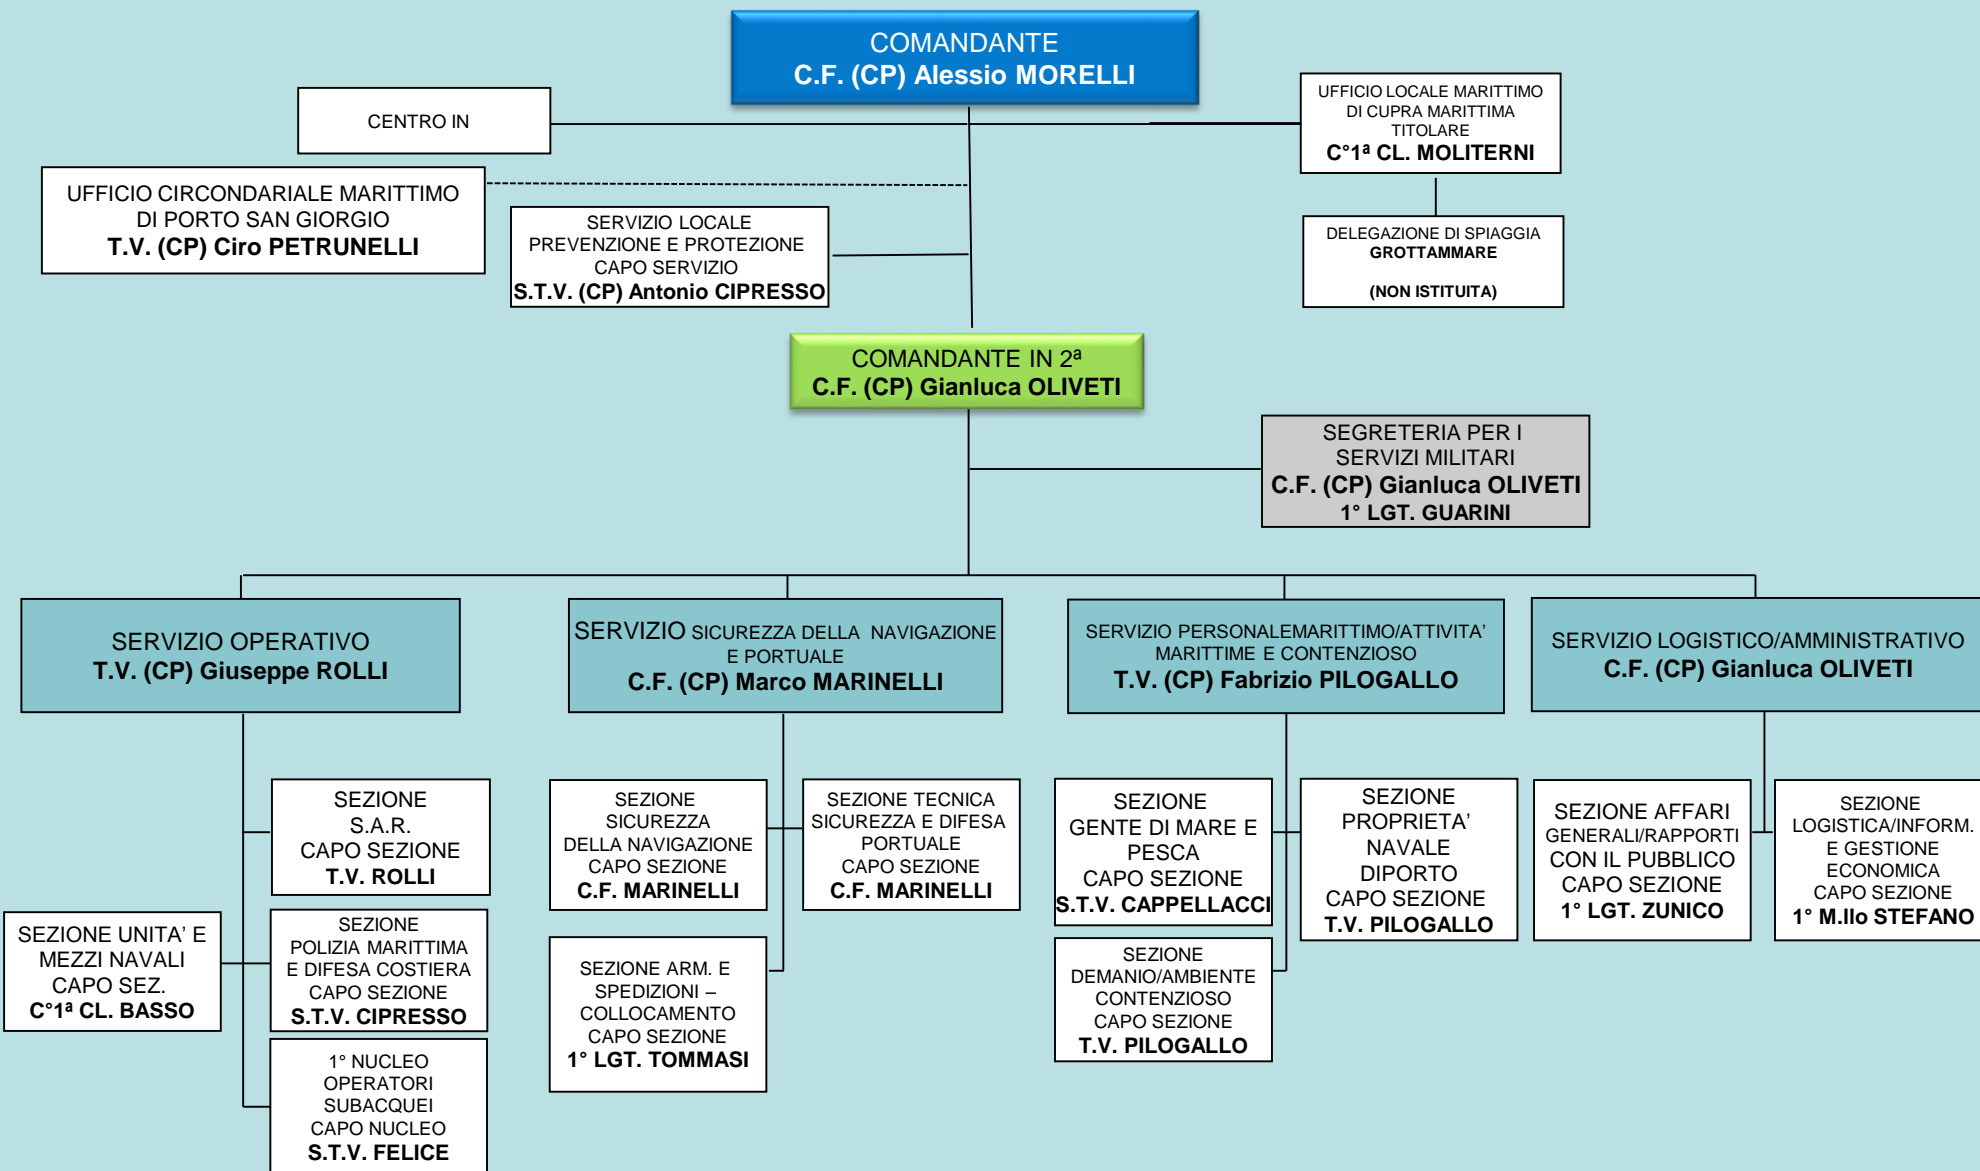 COMANDANTE
C.F. (CP) Alessio MORELLI
CENTRO IN
UFFICIO LOCALE MARITTIMO
DI CUPRA MARITTIMA
TITOLARE
C°1ª CL. MOLITERNI
UFFICIO CIRCONDARIALE MARITTIMO
DI PORTO SAN GIORGIO
T.V. (CP) Ciro PETRUNELLI
SERVIZIO LOCALE
PREVENZIONE E PROTEZIONE
CAPO SERVIZIO
S.T.V. (CP) Antonio CIPRESSO
DELEGAZIONE DI SPIAGGIA
GROTTAMMARE
(NON ISTITUITA)
COMANDANTE IN 2ª
C.F. (CP) Gianluca OLIVETI
SEGRETERIA PER I
SERVIZI MILITARI
C.F. (CP) Gianluca OLIVETI
1° LGT. GUARINI
SERVIZIO OPERATIVO
T.V. (CP) Giuseppe ROLLI
SERVIZIO SICUREZZA DELLA NAVIGAZIONE
E PORTUALE
C.F. (CP) Marco MARINELLI
SERVIZIO PERSONALEMARITTIMO/ATTIVITA'
MARITTIME E CONTENZIOSO
T.V. (CP) Fabrizio PILOGALLO
SERVIZIO LOGISTICO/AMMINISTRATIVO
C.F. (CP) Gianluca OLIVETI
SEZIONE
S.A.R.
CAPO SEZIONE
T.V. ROLLI
SEZIONE UNITA' E
MEZZI NAVALI
CAPO SEZ.
C°1ª CL. BASSO
SEZIONE
POLIZIA MARITTIMA
E DIFESA COSTIERA
CAPO SEZIONE
S.T.V. CIPRESSO
1° NUCLEO
OPERATORI
SUBACQUEI
CAPO NUCLEO
S.T.V. FELICE
SEZIONE
SICUREZZA
DELLA NAVIGAZIONE
CAPO SEZIONE
C.F. MARINELLI
SEZIONE TECNICA
SICUREZZA E DIFESA
PORTUALE
CAPO SEZIONE
C.F. MARINELLI
SEZIONE ARM. E
SPEDIZIONI –
COLLOCAMENTO
CAPO SEZIONE
1° LGT. TOMMASI
SEZIONE
GENTE DI MARE E
PESCA
CAPO SEZIONE
S.T.V. CAPPELLACCI
SEZIONE
PROPRIETA'
NAVALE
DIPORTO
CAPO SEZIONE
T.V. PILOGALLO
SEZIONE
DEMANIO/AMBIENTE
CONTENZIOSO
CAPO SEZIONE
T.V. PILOGALLO
SEZIONE AFFARI
GENERALI/RAPPORTI
CON IL PUBBLICO
CAPO SEZIONE
1° LGT. ZUNICO
SEZIONE
LOGISTICA/INFORM.
E GESTIONE
ECONOMICA
CAPO SEZIONE
1° M.llo STEFANO